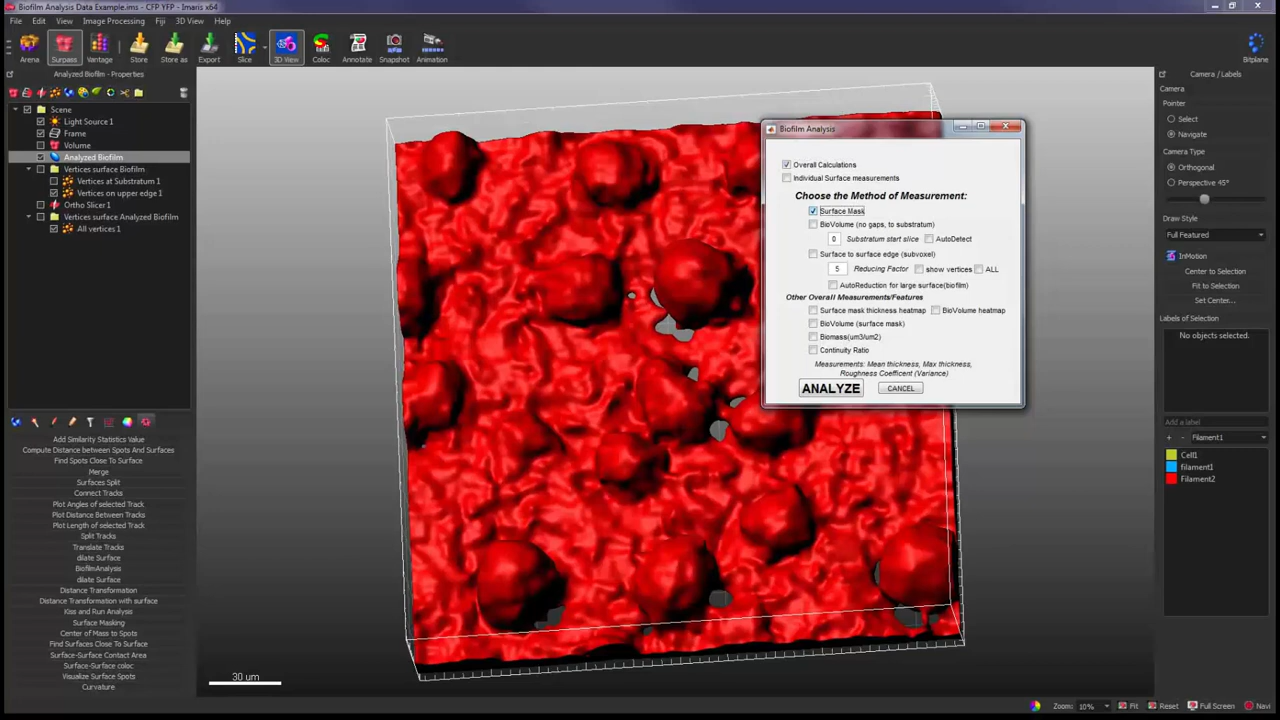 Biofilm Analysis Data Example.ims - CFP YFP - Imaris x64
File Edit View Image Processing Fiji 3D View Help
Arena Surpass Vantage Store Store as Export Slice 3D View Coloc Annotate Snapshot Animation Bitplane
Analyzed Biofilm - Properties
Scene
Light Source 1
Frame
Volume
Analyzed Biofilm
Vertices surface Biofilm
Vertices at Substratum 1
Vertices on upper edge 1
Ortho Slicer 1
Vertices surface Analyzed Biofilm
All vertices 1
Add Similarity Statistics Value
Compute Distance between Spots And Surfaces
Find Spots Close To Surface
Merge
Surfaces Split
Connect Tracks
Plot Angles of selected Track
Plot Distance Between Tracks
Plot Length of selected Track
Split Tracks
Translate Tracks
dilate Surface
BiofilmAnalysis
dilate Surface
Distance Transformation
Distance Transformation with surface
Kiss and Run Analysis
Surface Masking
Center of Mass to Spots
Find Surfaces Close To Surface
Surface-Surface Contact Area
Surface-Surface coloc
Visualize Surface Spots
Curvature
30 um
Biofilm Analysis
Overall Calculations
Individual Surface measurements
Choose the Method of Measurement:
Surface Mask
BioVolume (no gaps, to substratum)
0 Substratum start slice AutoDetect
Surface to surface edge (subvoxel)
5 Reducing Factor show vertices ALL
AutoReduction for large surface(biofilm)
Other Overall Measurements/Features
Surface mask thickness heatmap BioVolume heatmap
BioVolume (surface mask)
Biomass(um3/um2)
Continuity Ratio
Measurements: Mean thickness, Max thickness,
Roughness Coefficent (Variance)
ANALYZE CANCEL
Camera / Labels
Camera
Pointer
Select
Navigate
Camera Type
Orthogonal
Perspective 45°
Draw Style
Full Featured
InMotion
Center to Selection
Fit to Selection
Set Center...
Labels of Selection
No objects selected.
Add a label
+ - Filament1
Cell1
filament1
Filament2
Zoom: 10% Fit Reset Full Screen Navi